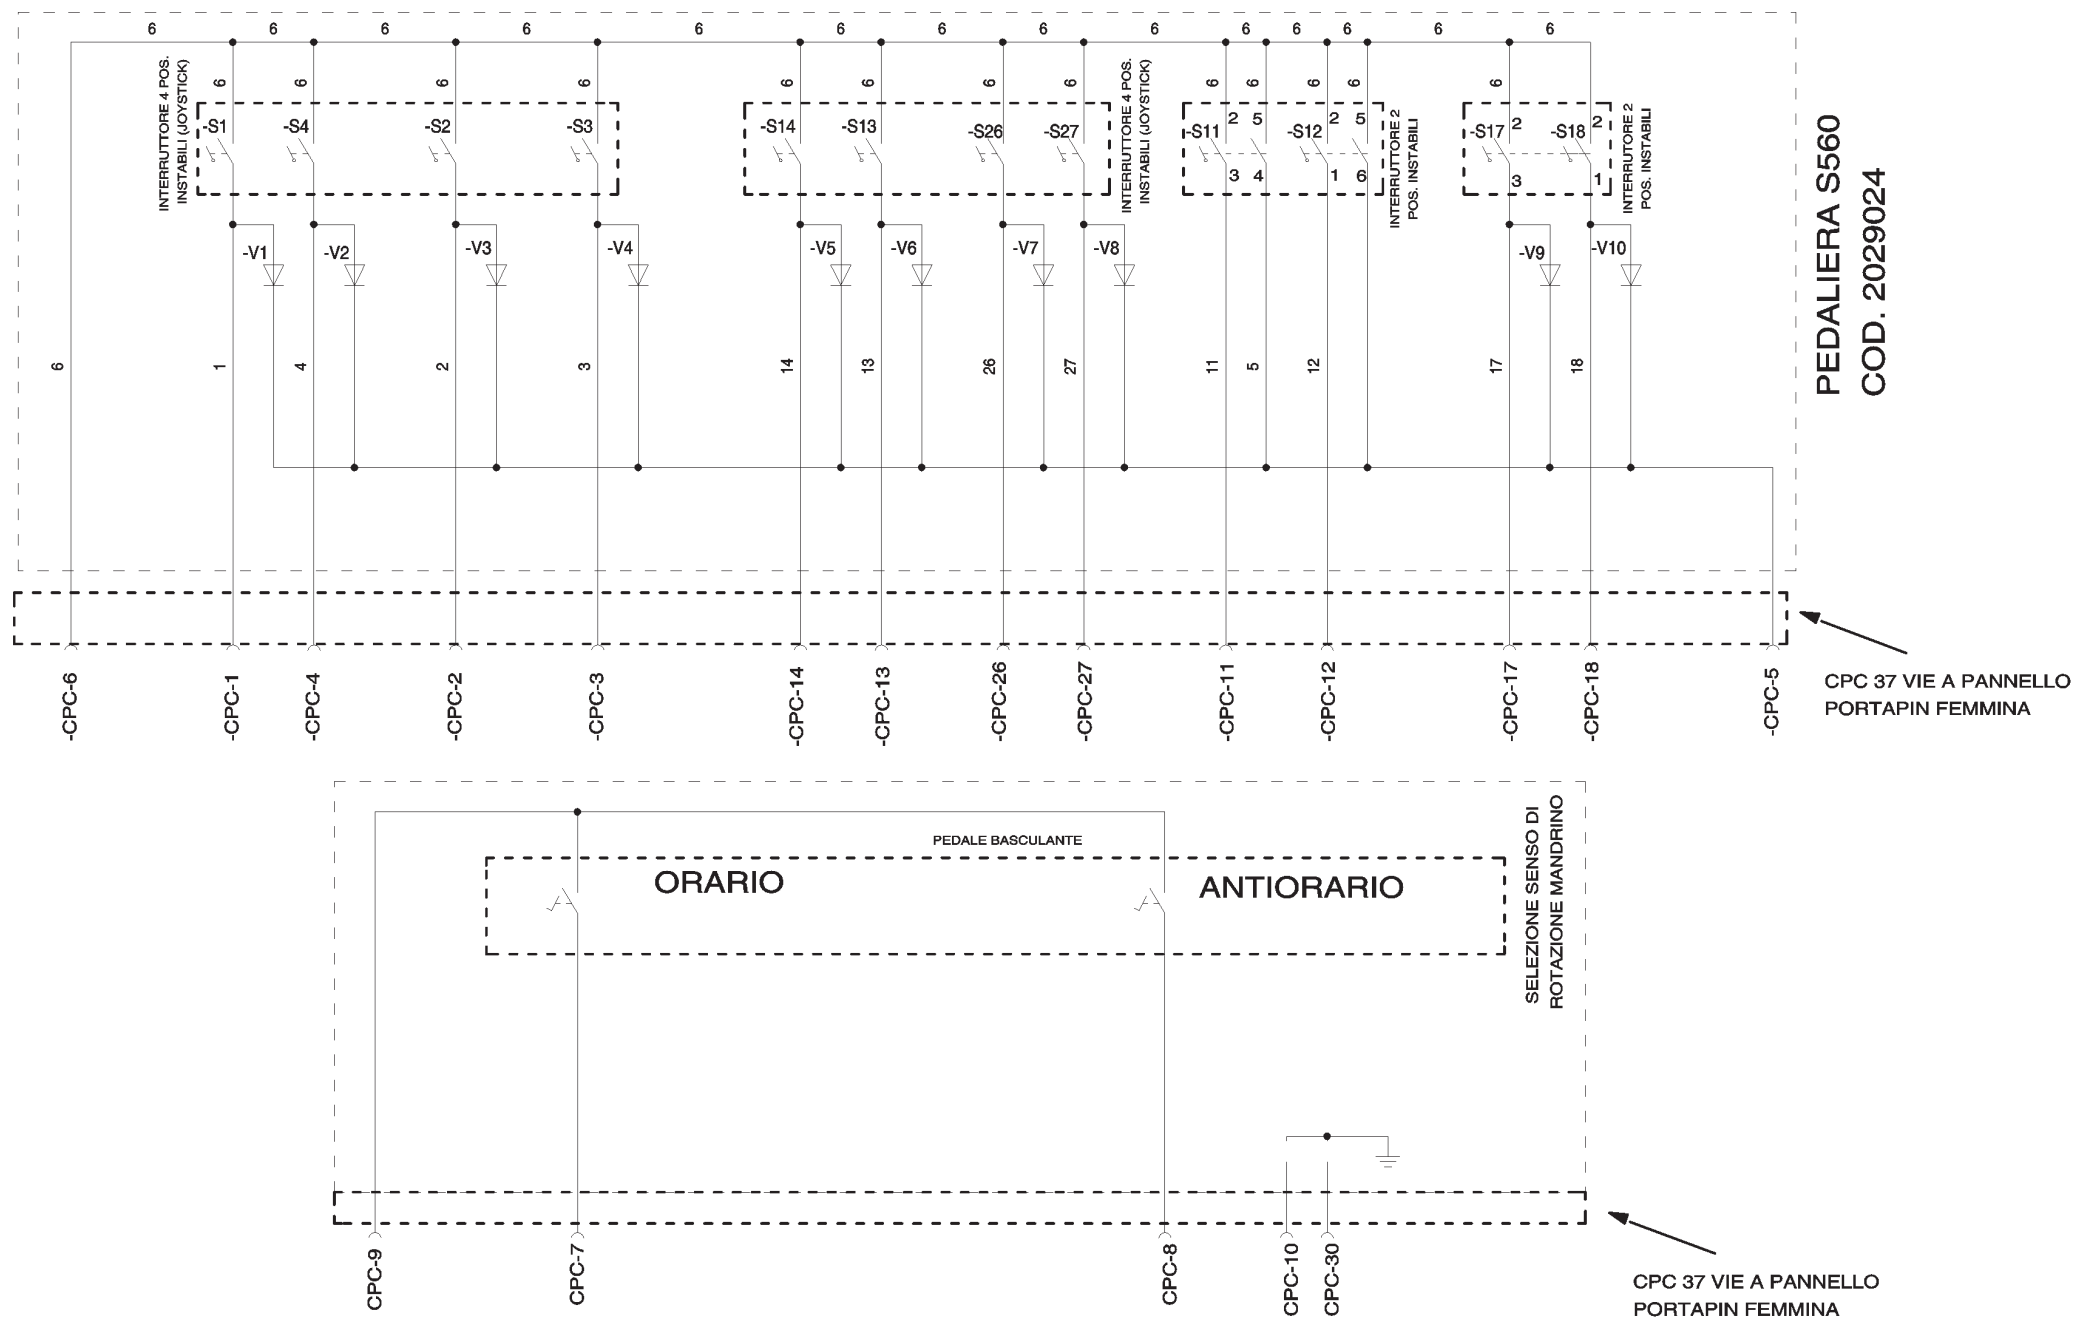 6 6 6 6 6 6 6 6 6 6 6 6 6 6
INTERRUTTORE 4 POS.
INSTABILI (JOYSTICK)
6 6 6 6
-S1 -S4 -S2 -S3
6 6 6 6
-S14 -S13 -S26 -S27
INTERRUTTORE 4 POS.
INSTABILI (JOYSTICK)
6 6 6 6
-S11 2 5 -S12 2 5
3 4 1 6
INTERRUTTORE 2
POS. INSTABILI
6
-S17 2 -S18 2
3 1
INTERRUTORE 2
POS. INSTABILI
-V1 -V2 -V3 -V4 -V5 -V6 -V7 -V8 -V9 -V10
6 1 4 2 3 14 13 26 27 11 5 12 17 18
PEDALIERA S560
COD. 2029024
-CPC-6 -CPC-1 -CPC-4 -CPC-2 -CPC-3 -CPC-14 -CPC-13 -CPC-26 -CPC-27 -CPC-11 -CPC-12 -CPC-17 -CPC-18 -CPC-5
CPC 37 VIE A PANNELLO
PORTAPIN FEMMINA
PEDALE BASCULANTE
ORARIO
ANTIORARIO
SELEZIONE SENSO DI
ROTAZIONE MANDRINO
CPC-9 CPC-7 CPC-8 CPC-10 CPC-30
CPC 37 VIE A PANNELLO
PORTAPIN FEMMINA